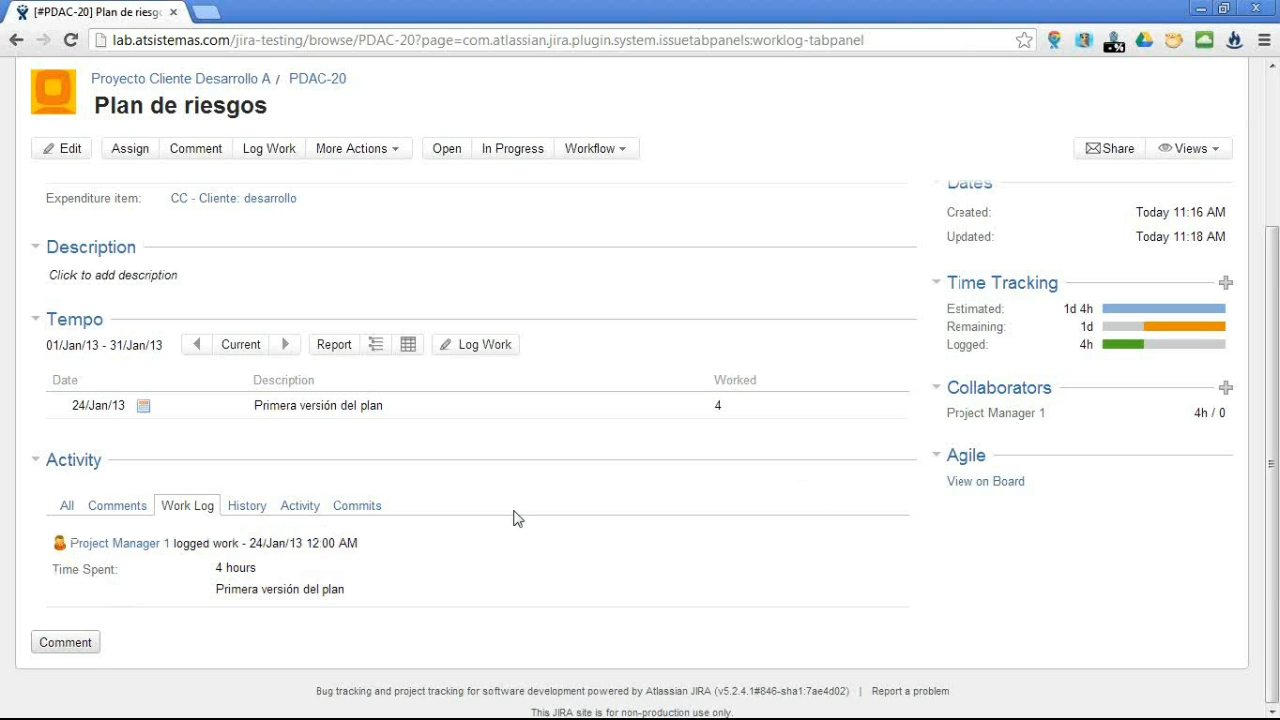 [#PDAC-20] Plan de riesgo
lab.atsistemas.com/jira-testing/browse/PDAC-20?page=com.atlassian.jira.plugin.system.issuetabpanels:worklog-tabpanel
Proyecto Cliente Desarrollo A / PDAC-20
Plan de riesgos
Edit Assign Comment Log Work More Actions Open In Progress Workflow Share Views
Expenditure item: CC - Cliente: desarrollo
Description
Click to add description
Tempo
01/Jan/13 - 31/Jan/13 Current Report Log Work
Date Description Worked
24/Jan/13 Primera versión del plan 4
Activity
All Comments Work Log History Activity Commits
Project Manager 1 logged work - 24/Jan/13 12:00 AM
Time Spent: 4 hours
Primera versión del plan
Comment
Dates
Created: Today 11:16 AM
Updated: Today 11:18 AM
Time Tracking
Estimated: 1d 4h
Remaining: 1d
Logged: 4h
Collaborators
Project Manager 1 4h / 0
Agile
View on Board
Bug tracking and project tracking for software development powered by Atlassian JIRA (v5.2.4.1#846-sha1:7ae4d02) | Report a problem
This JIRA site is for non-production use only.